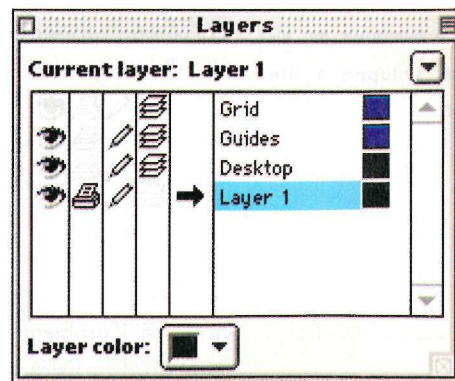 Layers
Current layer: Layer 1
Grid
Guides
Desktop
Layer 1
Layer color: